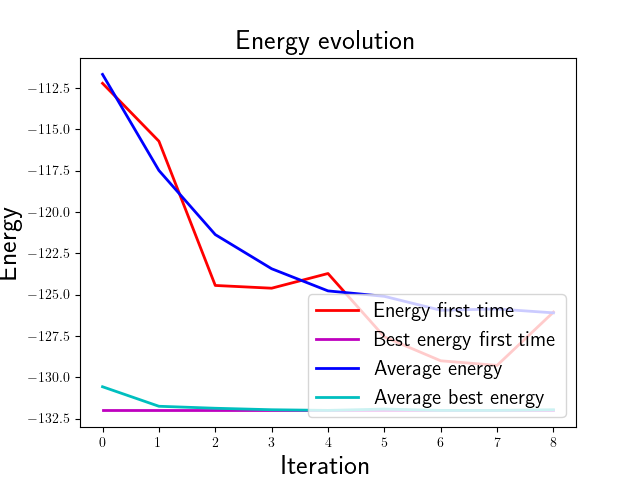 Energy evolution
Energy
−112.5
−115.0
−117.5
−120.0
−122.5
−125.0
−127.5
−130.0
−132.5
Energy first time
Best energy first time
Average energy
Average best energy
0 1 2 3 4 5 6 7 8
Iteration